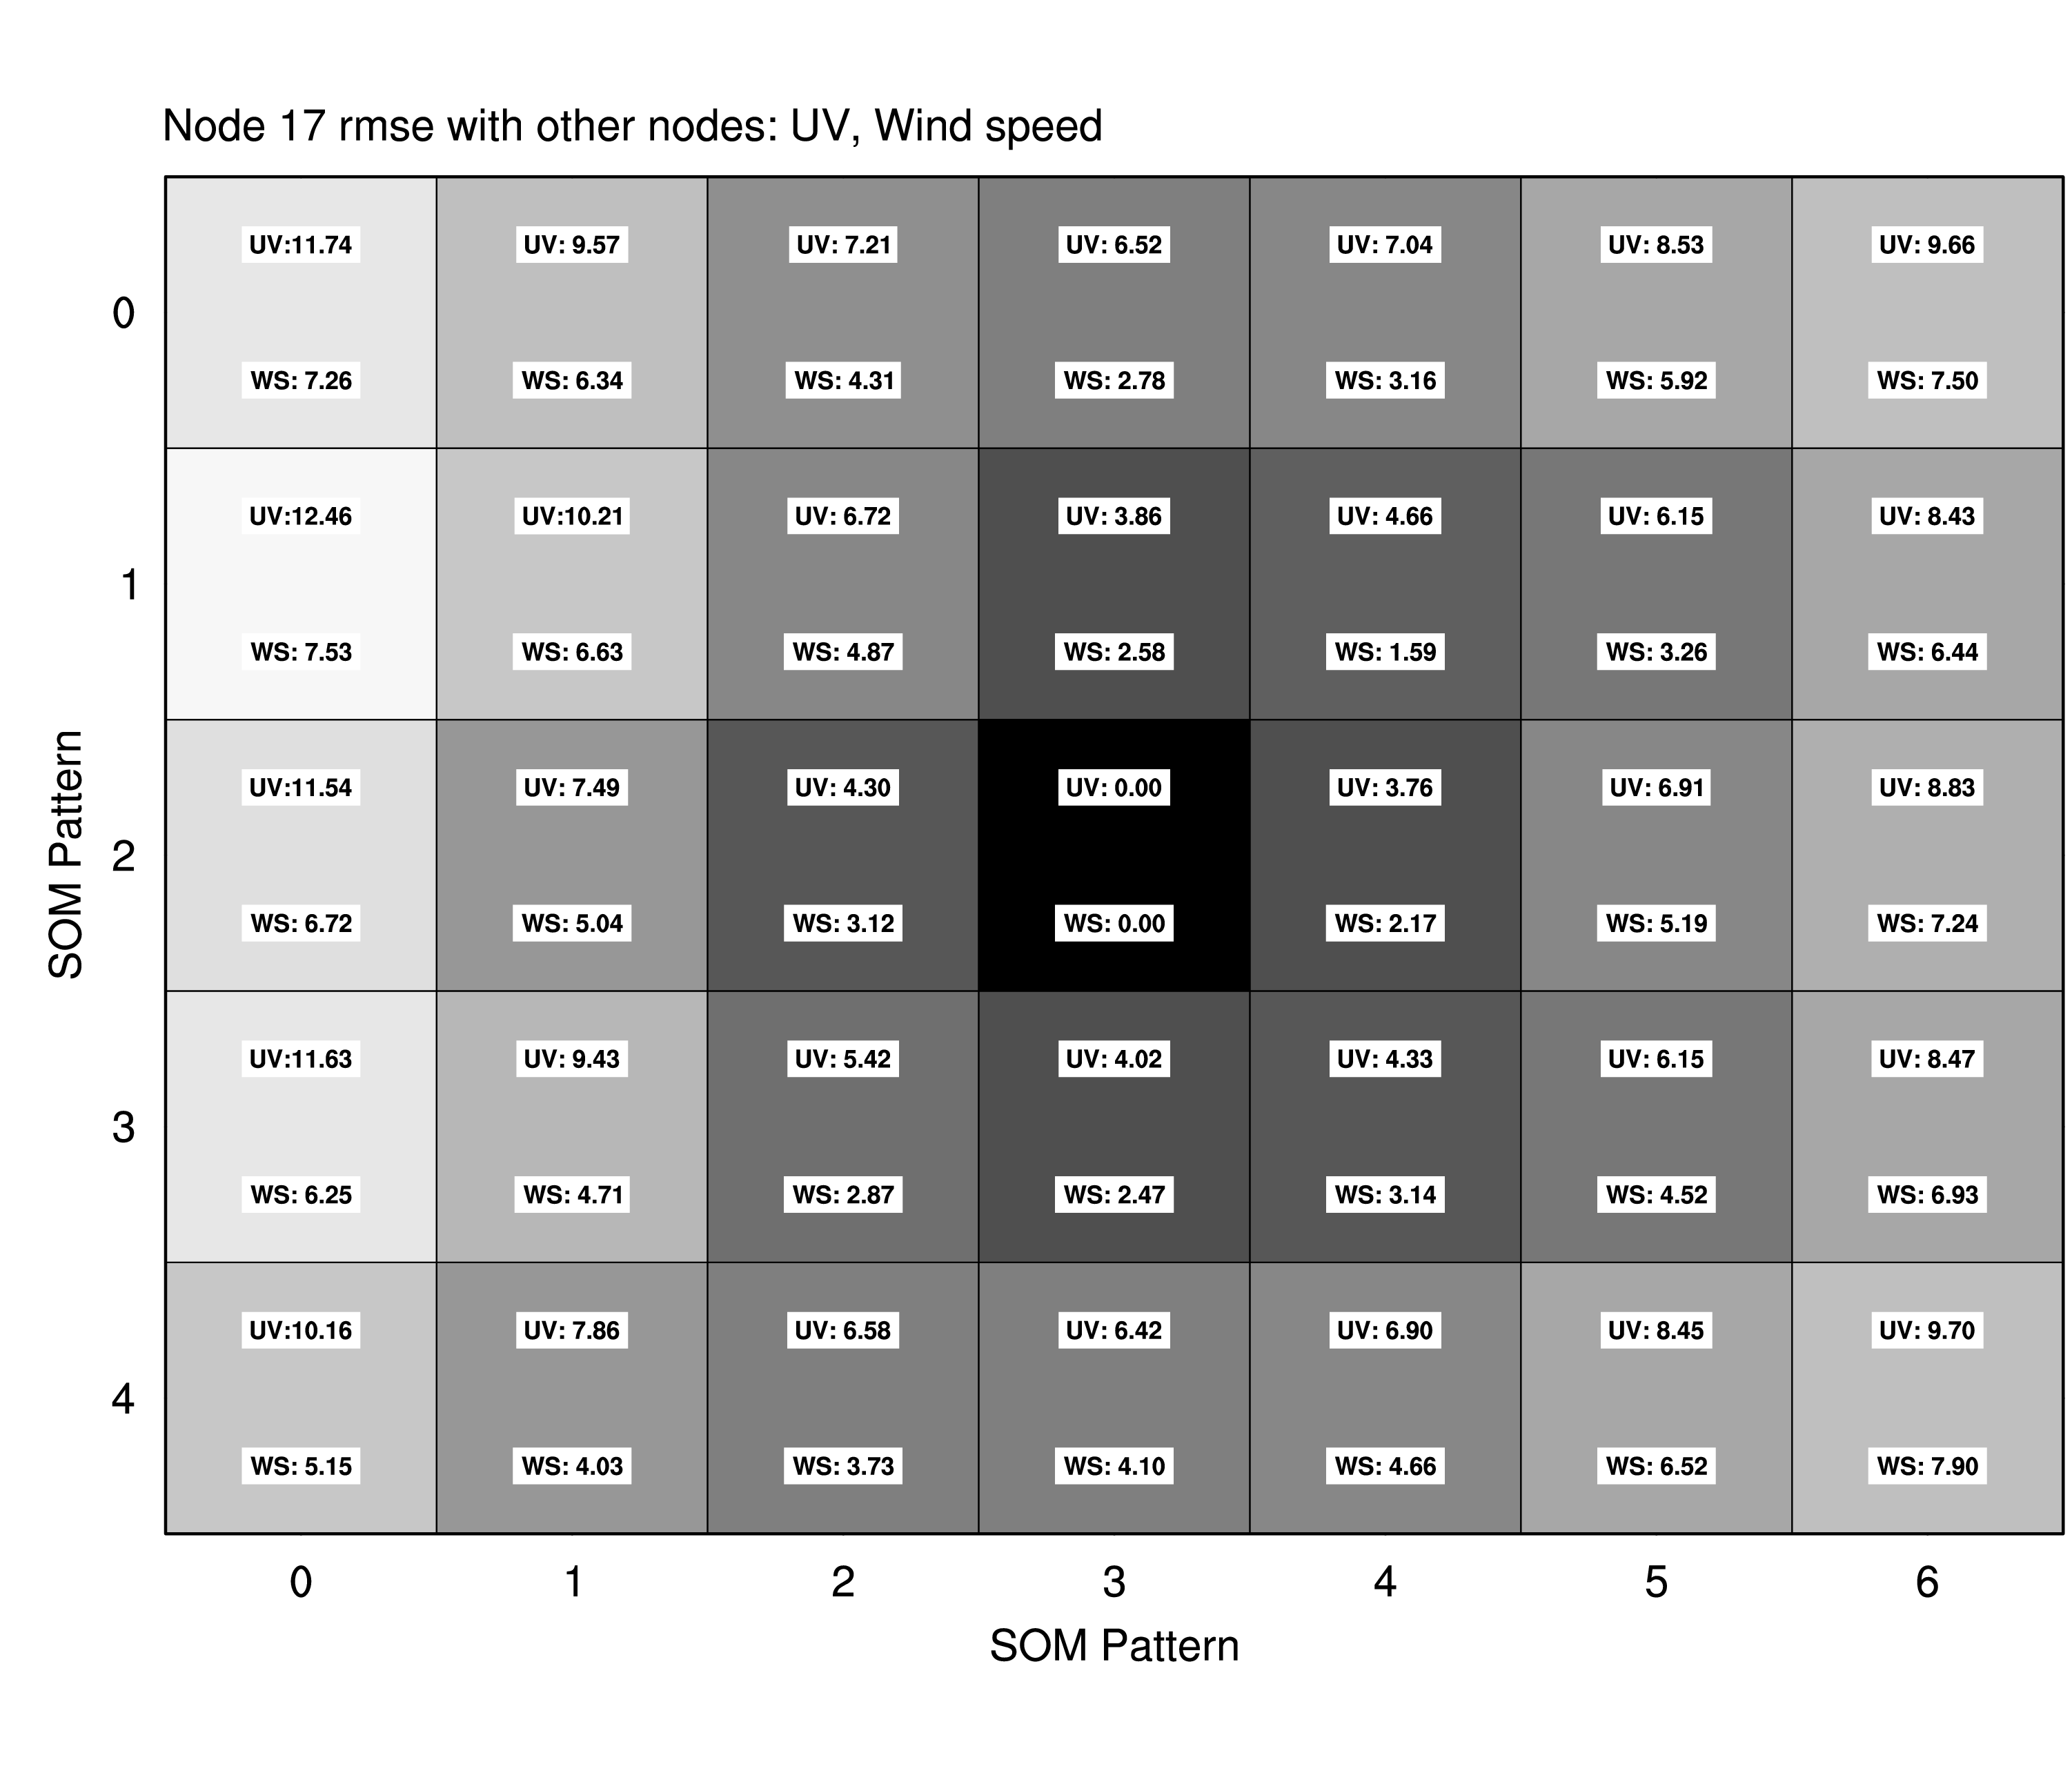 Node 17 rmse with other nodes: UV, Wind speed
UV:11.74 UV: 9.57 UV: 7.21 UV: 6.52 UV: 7.04 UV: 8.53 UV: 9.66
0
WS: 7.26 WS: 6.34 WS: 4.31 WS: 2.78 WS: 3.16 WS: 5.92 WS: 7.50
UV:12.46 UV:10.21 UV: 6.72 UV: 3.86 UV: 4.66 UV: 6.15 UV: 8.43
1
WS: 7.53 WS: 6.63 WS: 4.87 WS: 2.58 WS: 1.59 WS: 3.26 WS: 6.44
SOM Pattern
UV:11.54 UV: 7.49 UV: 4.30 UV: 0.00 UV: 3.76 UV: 6.91 UV: 8.83
2
WS: 6.72 WS: 5.04 WS: 3.12 WS: 0.00 WS: 2.17 WS: 5.19 WS: 7.24
UV:11.63 UV: 9.43 UV: 5.42 UV: 4.02 UV: 4.33 UV: 6.15 UV: 8.47
3
WS: 6.25 WS: 4.71 WS: 2.87 WS: 2.47 WS: 3.14 WS: 4.52 WS: 6.93
UV:10.16 UV: 7.86 UV: 6.58 UV: 6.42 UV: 6.90 UV: 8.45 UV: 9.70
4
WS: 5.15 WS: 4.03 WS: 3.73 WS: 4.10 WS: 4.66 WS: 6.52 WS: 7.90
0 1 2 3 4 5 6
SOM Pattern